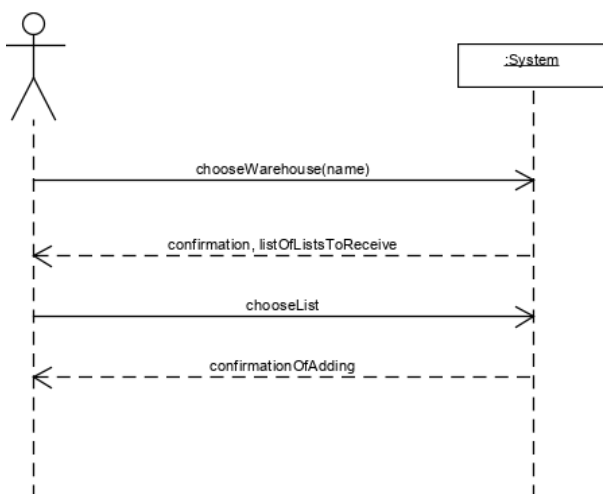 :System
chooseWarehouse(name)
confirmation, listOfListsToReceive
chooseList
confirmationOfAdding